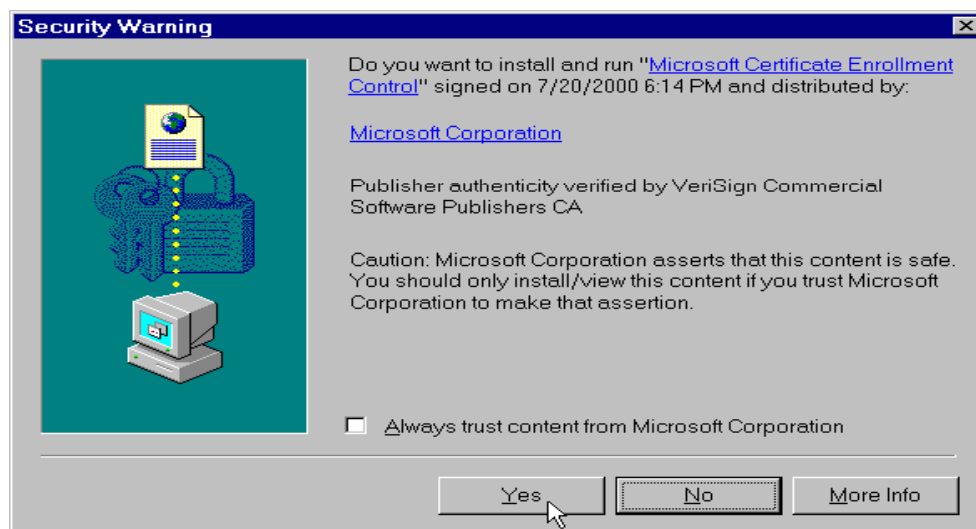 Security Warning
Do you want to install and run "Microsoft Certificate Enrollment
Control" signed on 7/20/2000 6:14 PM and distributed by:
Microsoft Corporation
Publisher authenticity verified by VeriSign Commercial
Software Publishers CA
Caution: Microsoft Corporation asserts that this content is safe.
You should only install/view this content if you trust Microsoft
Corporation to make that assertion.
Always trust content from Microsoft Corporation
Yes
No
More Info